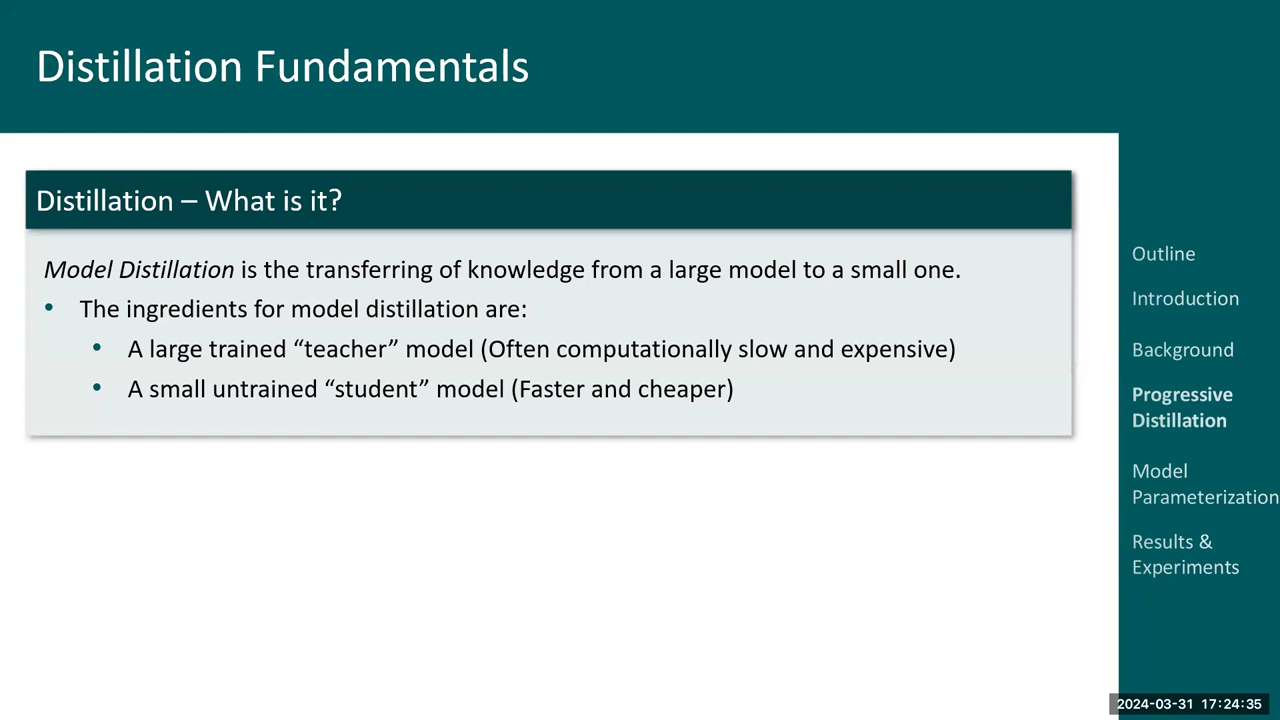 Distillation Fundamentals
Distillation – What is it?
Model Distillation is the transferring of knowledge from a large model to a small one.
• The ingredients for model distillation are:
• A large trained “teacher” model (Often computationally slow and expensive)
• A small untrained “student” model (Faster and cheaper)
Outline
Introduction
Background
Progressive
Distillation
Model
Parameterization
Results &
Experiments
2024-03-31 17:24:35